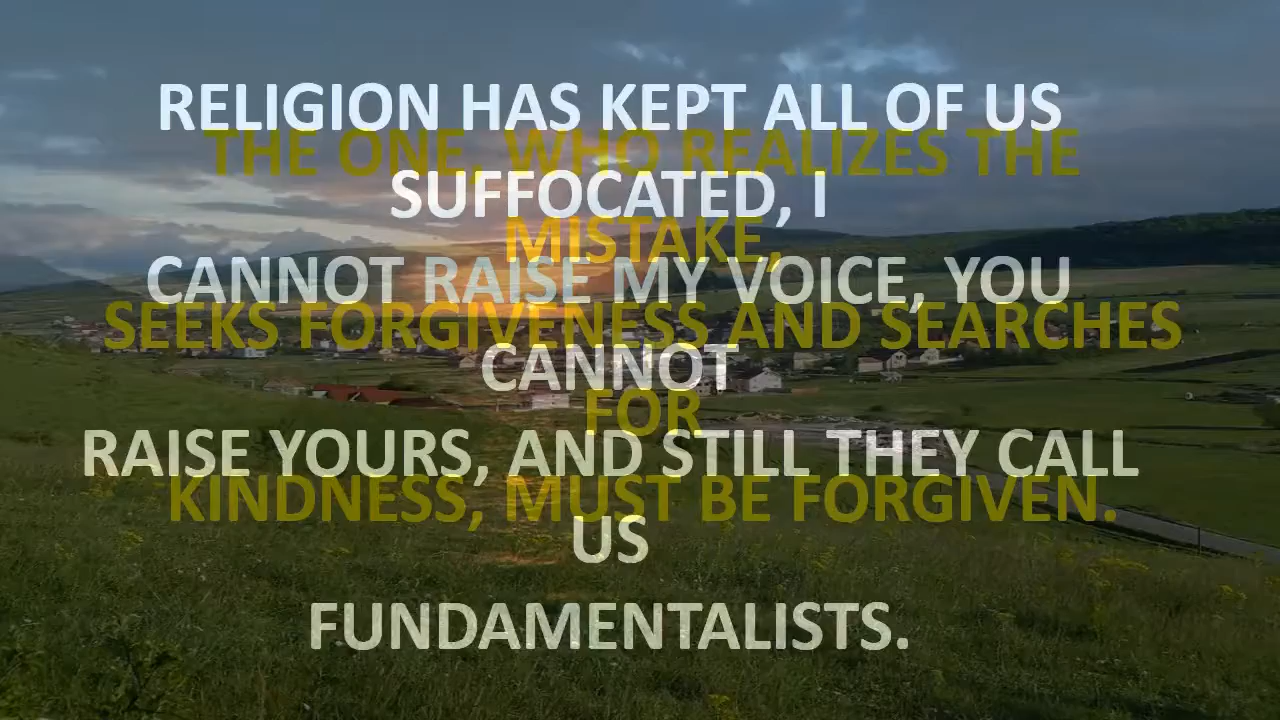 RELIGION HAS KEPT ALL OF US
SUFFOCATED, I
CANNOT RAISE MY VOICE, YOU
CANNOT
RAISE YOURS, AND STILL THEY CALL
US
FUNDAMENTALISTS.
THE ONE, WHO REALIZES THE
MISTAKE,
SEEKS FORGIVENESS AND SEARCHES
FOR
KINDNESS, MUST BE FORGIVEN.